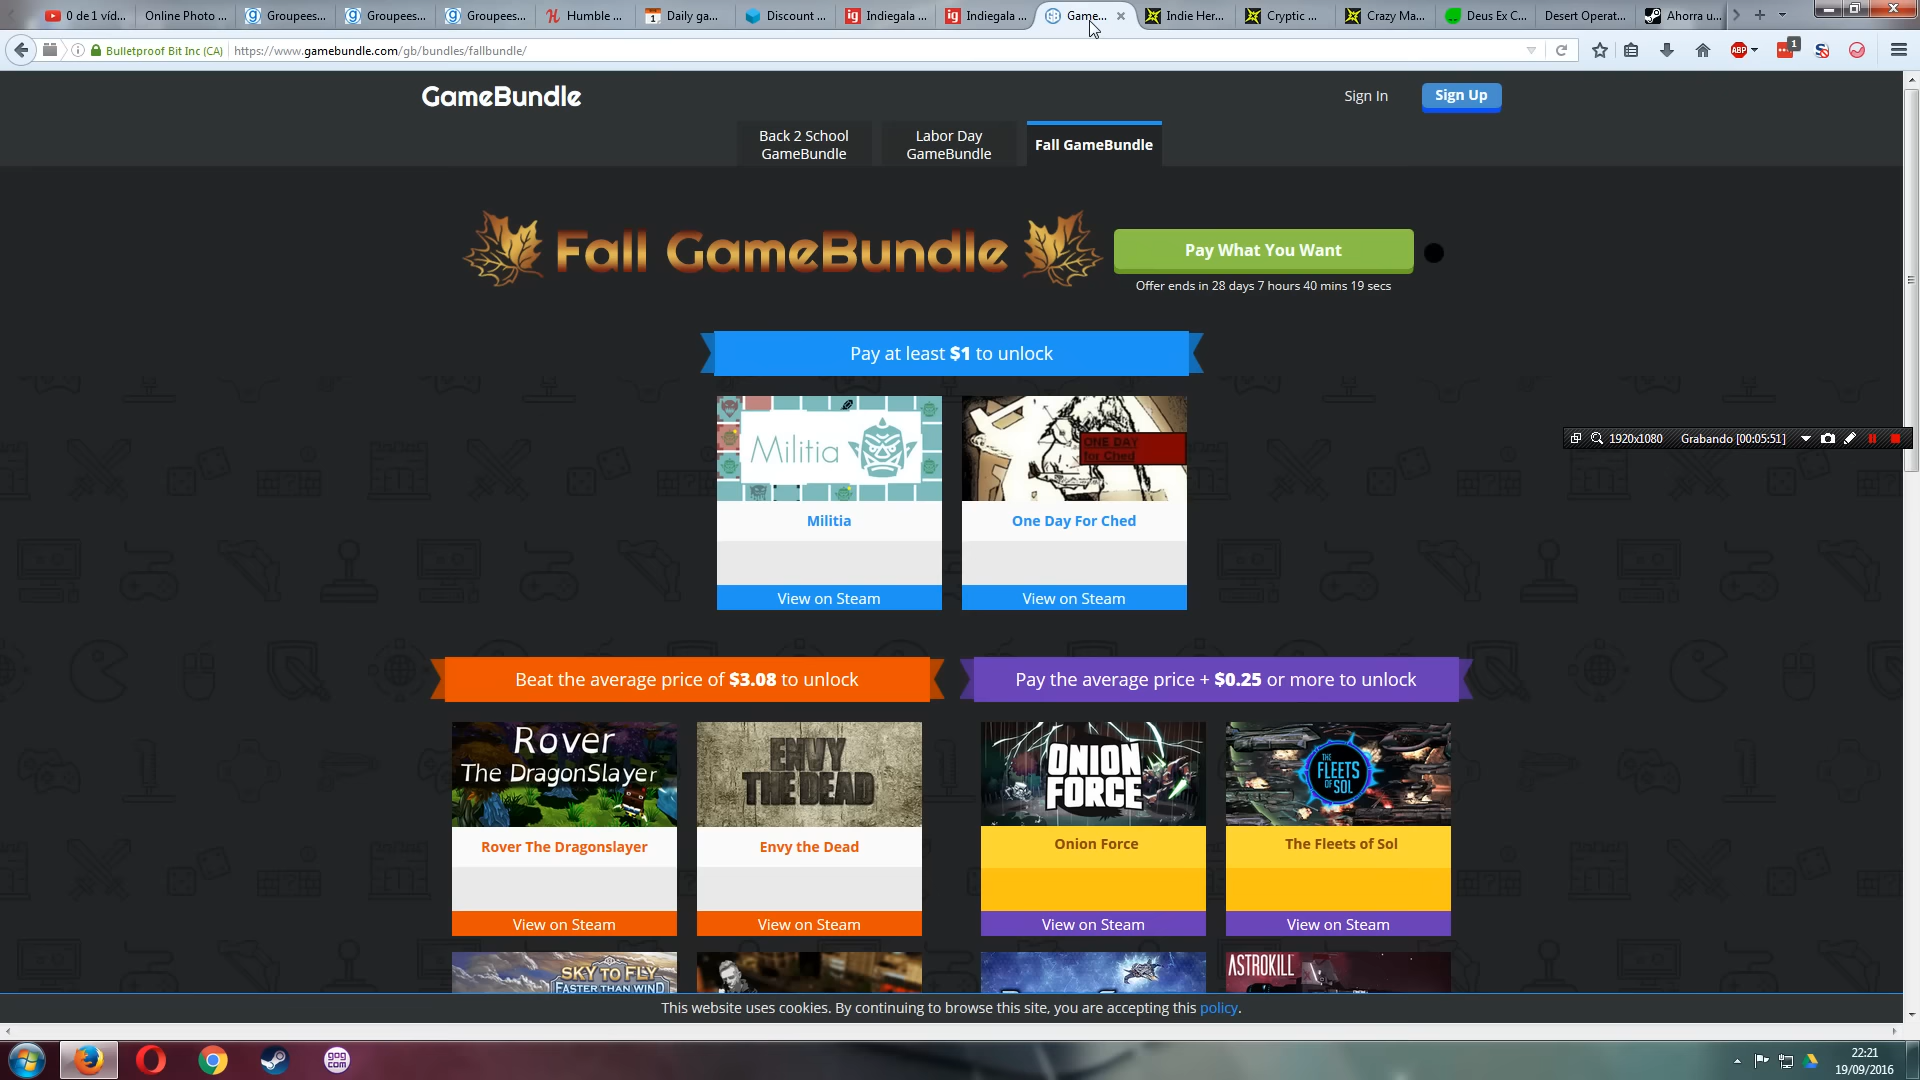 0 de 1 víd...
Online Photo ...
Groupees...
Groupees...
Groupees...
Humble ...
Daily ga...
Discount ...
Indiegala ...
Indiegala ...
Game...
Indie Her...
Cryptic ...
Crazy Ma...
Deus Ex C...
Desert Operat...
Ahorra u...
Bulletproof Bit Inc (CA)
https://www.gamebundle.com/gb/bundles/fallbundle/
ABP
1
GameBundle
Sign In
Sign Up
Back 2 School
GameBundle
Labor Day
GameBundle
Fall GameBundle
Fall GameBundle
Pay What You Want
Offer ends in 28 days 7 hours 40 mins 19 secs
Pay at least $1 to unlock
1920x1080
Grabando [00:05:51]
Militia
ONE DAY
for Ched
Militia
One Day For Ched
View on Steam
View on Steam
Beat the average price of $3.08 to unlock
Pay the average price + $0.25 or more to unlock
Rover
The DragonSlayer
ENVY
THE DEAD
ONION
FORCE
THE
FLEETS
OF SOL
Rover The Dragonslayer
Envy the Dead
Onion Force
The Fleets of Sol
View on Steam
View on Steam
View on Steam
View on Steam
SKY TO FLY
FASTER THAN WIND
ASTROKILL
This website uses cookies. By continuing to browse this site, you are accepting this policy.
gog
com
22:21
19/09/2016